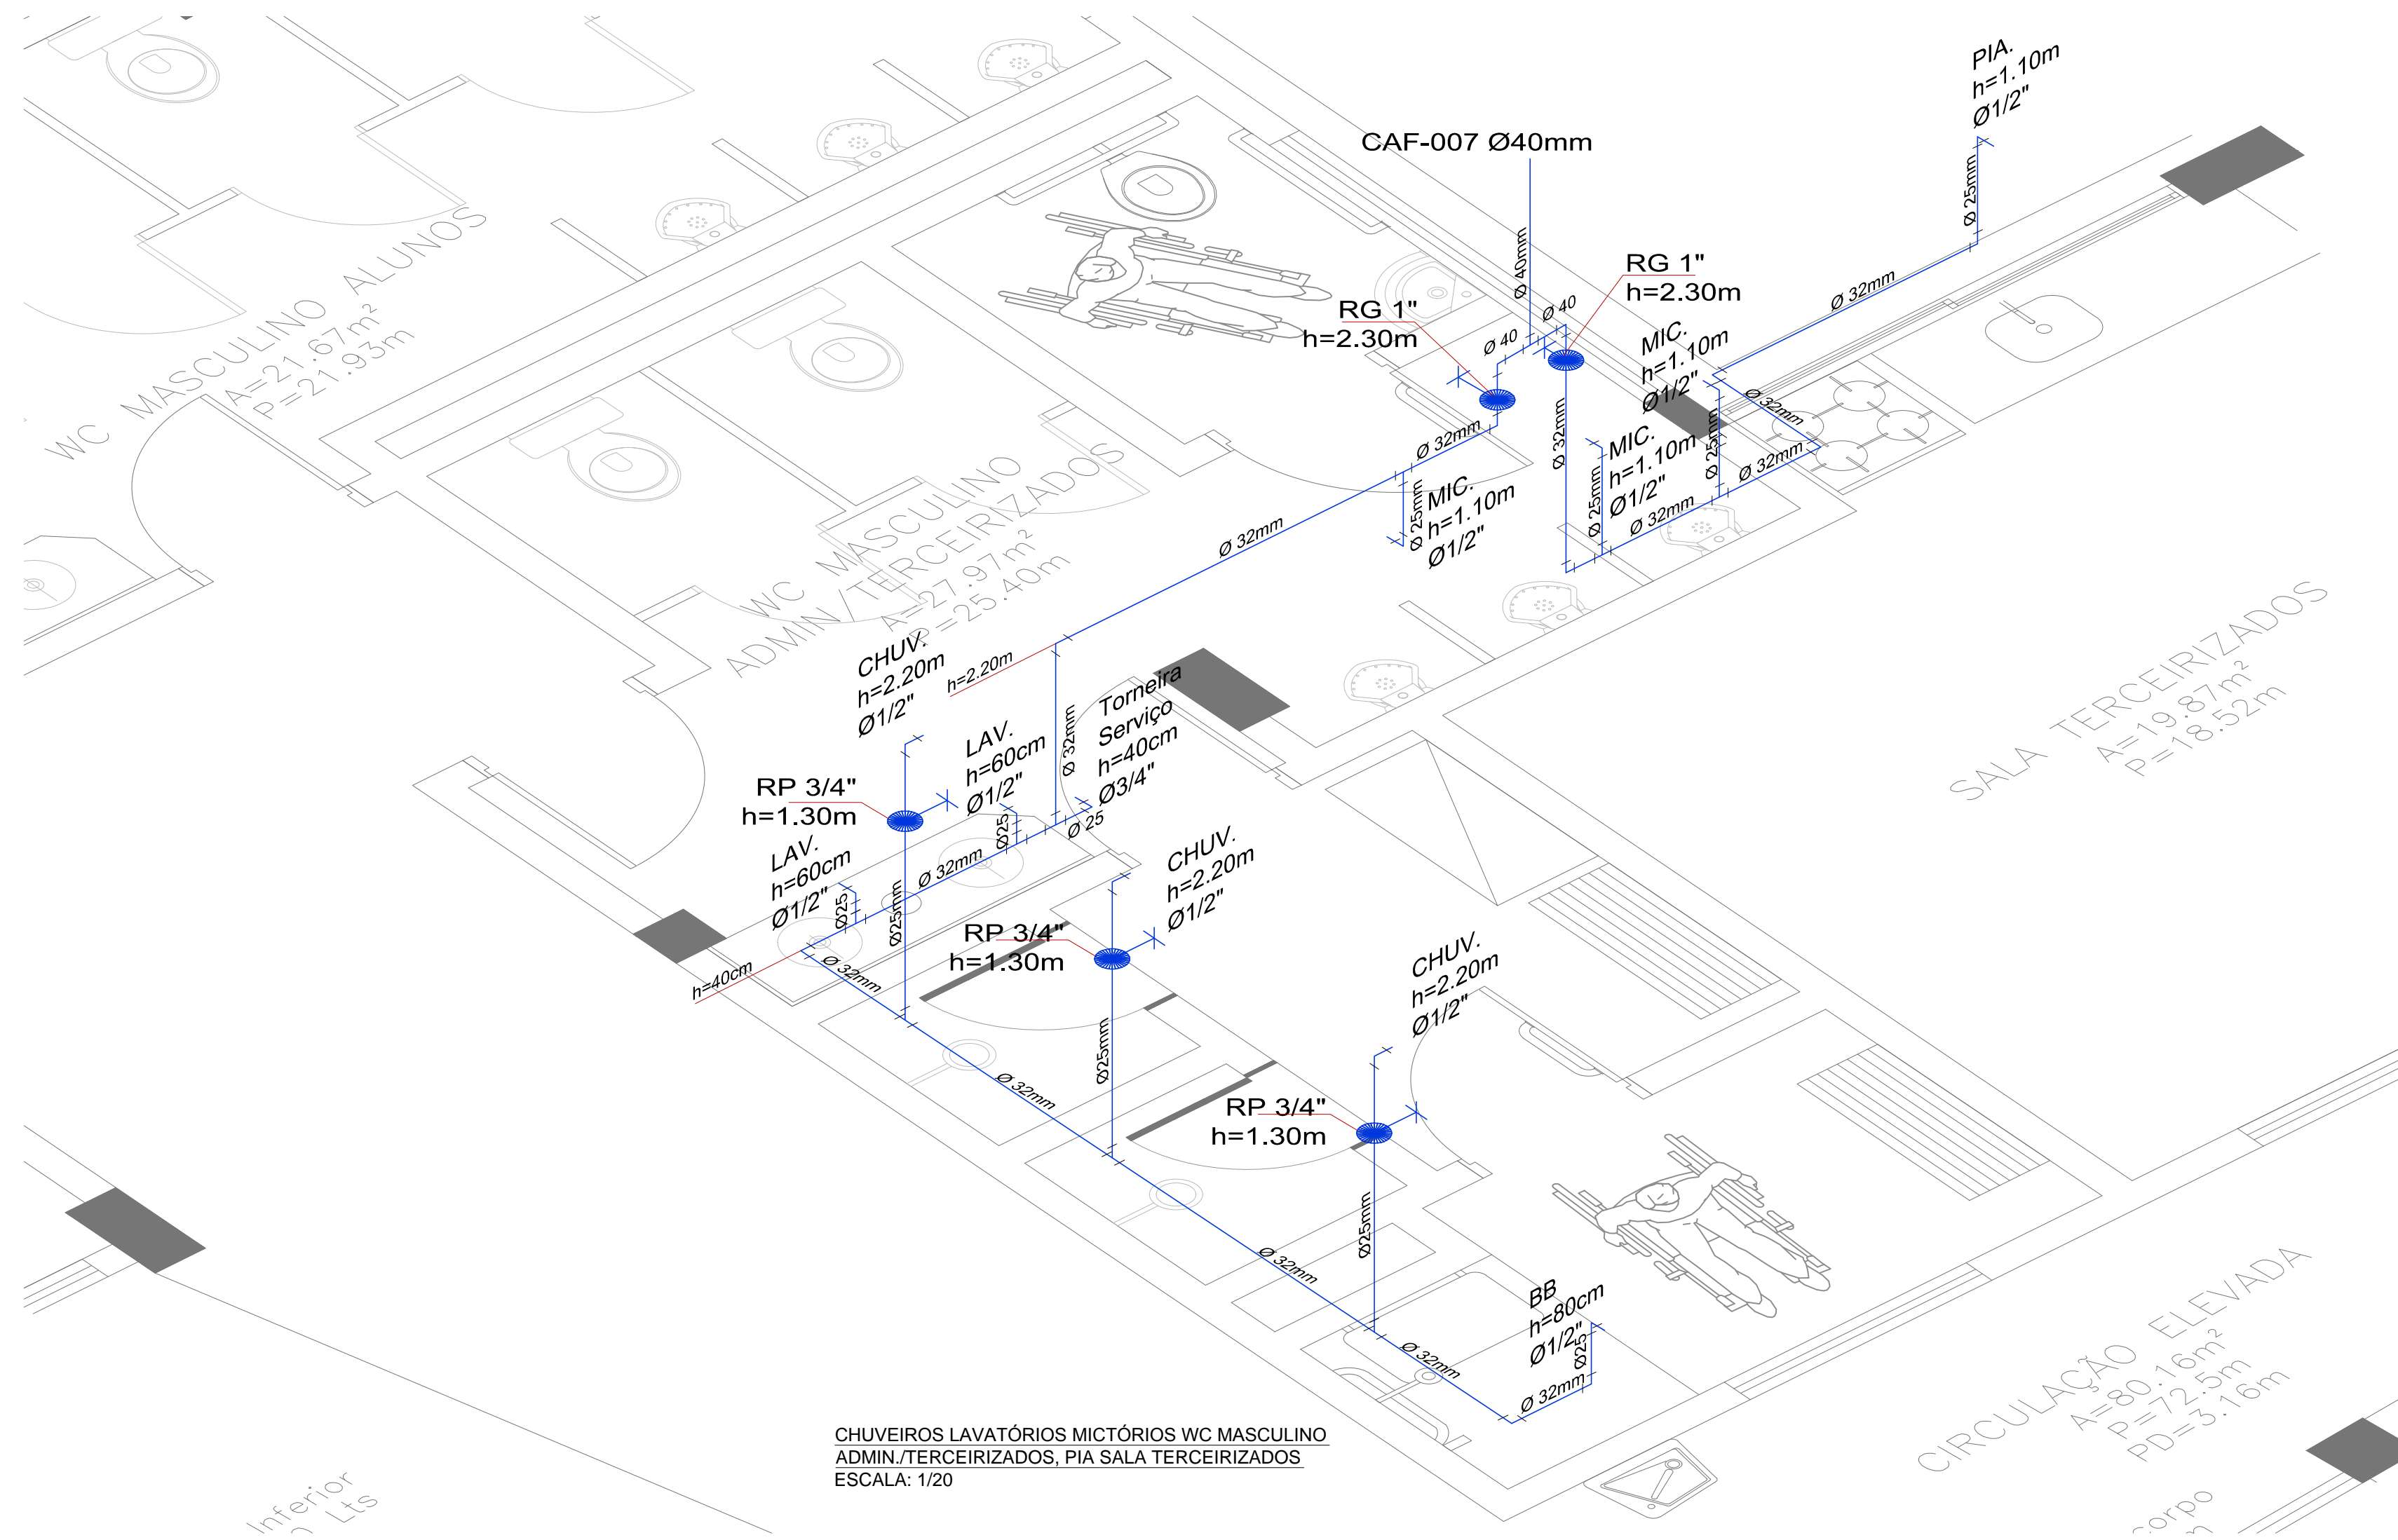 PIA.
h=1.10m
Ø1/2"
Ø 25mm
CAF-007 Ø40mm
Ø 40mm
RG 1"
h=2.30m
RG 1"
h=2.30m
Ø 40
Ø 40
Ø 32mm
MIC.
h=1.10m
Ø1/2"
Ø 25mm
Ø 32mm
Ø 32mm
MIC.
h=1.10m
Ø1/2"
Ø 25mm
Ø 32mm
Ø 32mm
Ø 32mm
MIC.
h=1.10m
Ø1/2"
Ø 25mm
Ø 32mm
WC MASCULINO ALUNOS
A=21.67m²
P=21.93m
WC MASCULINO
ADMIN/TERCEIRIZADOS
A=27.97m²
P=25.40m
h=2.20m
Ø 32mm
CHUV.
h=2.20m
Ø1/2"
RP 3/4"
h=1.30m
Ø25mm
LAV.
h=60cm
Ø1/2"
Ø25
Torneira
Serviço
h=40cm
Ø3/4"
Ø 25
LAV.
h=60cm
Ø1/2"
Ø25
Ø 32mm
h=40cm
Ø 32mm
CHUV.
h=2.20m
Ø1/2"
RP 3/4"
h=1.30m
Ø25mm
Ø 32mm
CHUV.
h=2.20m
Ø1/2"
RP 3/4"
h=1.30m
Ø25mm
Ø 32mm
Ø 32mm
BB
h=80cm
Ø1/2"
Ø25
Ø 32mm
SALA TERCEIRIZADOS
A=19.87m²
P=18.52m
CIRCULAÇÃO ELEVADA
A=80.16m²
P=72.5m
PD=3.16m
Inferior
Lts
corpo
CHUVEIROS LAVATÓRIOS MICTÓRIOS WC MASCULINO
ADMIN./TERCEIRIZADOS, PIA SALA TERCEIRIZADOS
ESCALA: 1/20